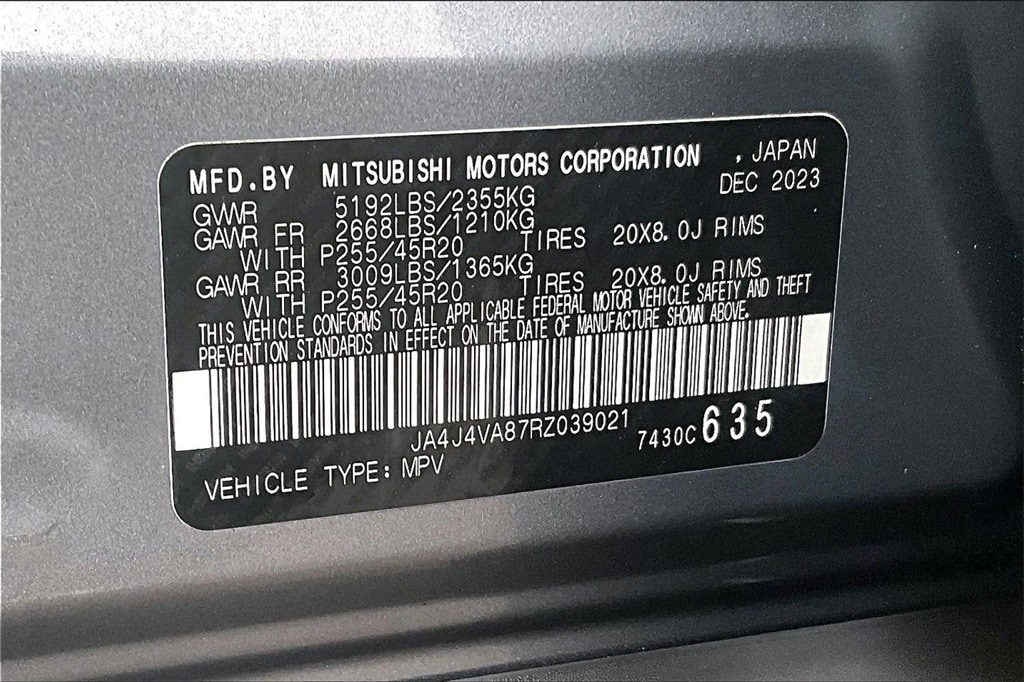 MFD.BY MITSUBISHI MOTORS CORPORATION , JAPAN
DEC 2023
GVWR 5192LBS/2355KG
GAWR FR 2668LBS/1210KG
WITH P255/45R20 TIRES 20X8.0J RIMS
GAWR RR 3009LBS/1365KG
WITH P255/45R20 TIRES 20X8.0J RIMS
THIS VEHICLE CONFORMS TO ALL APPLICABLE FEDERAL MOTOR VEHICLE SAFETY AND THEFT
PREVENTION STANDARDS IN EFFECT ON THE DATE OF MANUFACTURE SHOWN ABOVE.
JA4J4VA87RZ039021 7430C 635
VEHICLE TYPE: MPV